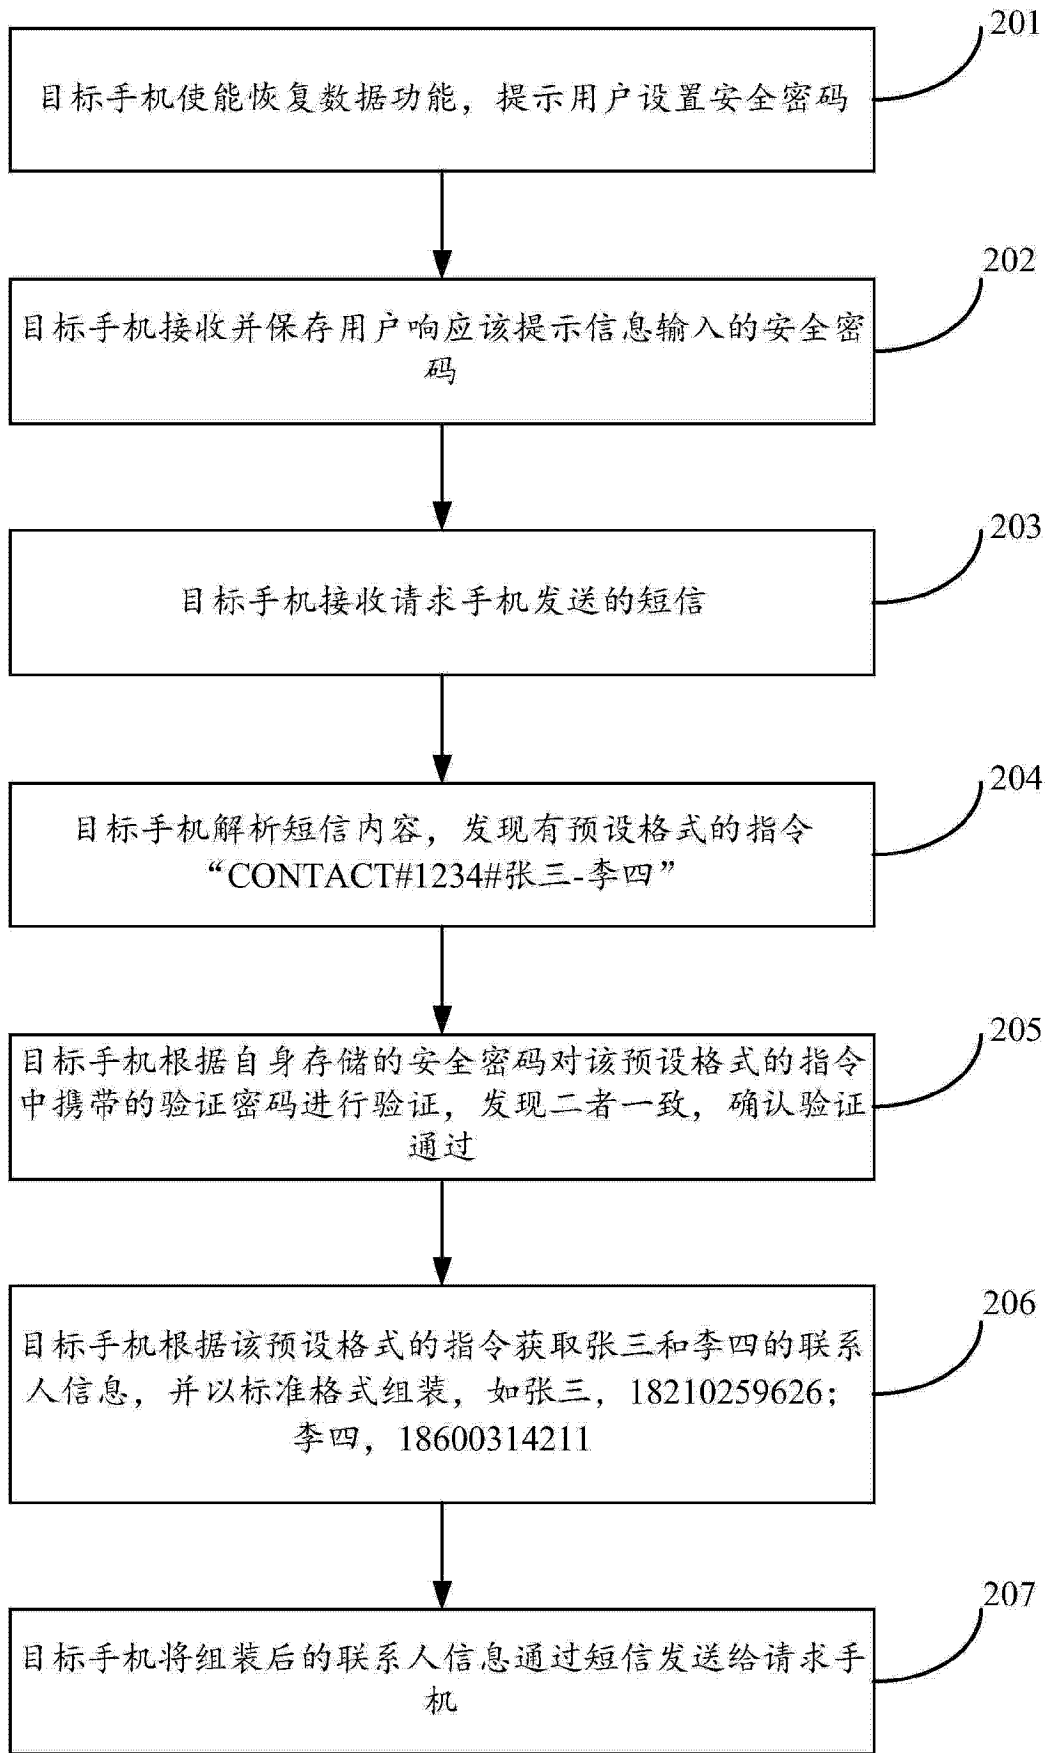 201
目标手机使能恢复数据功能，提示用户设置安全密码
202
目标手机接收并保存用户响应该提示信息输入的安全密
码
203
目标手机接收请求手机发送的短信
204
目标手机解析短信内容，发现有预设格式的指令
“CONTACT#1234#张三-李四”
205
目标手机根据自身存储的安全密码对该预设格式的指令
中携带的验证密码进行验证，发现二者一致，确认验证
通过
206
目标手机根据该预设格式的指令获取张三和李四的联系
人信息，并以标准格式组装，如张三，18210259626；
李四，18600314211
207
目标手机将组装后的联系人信息通过短信发送给请求手
机